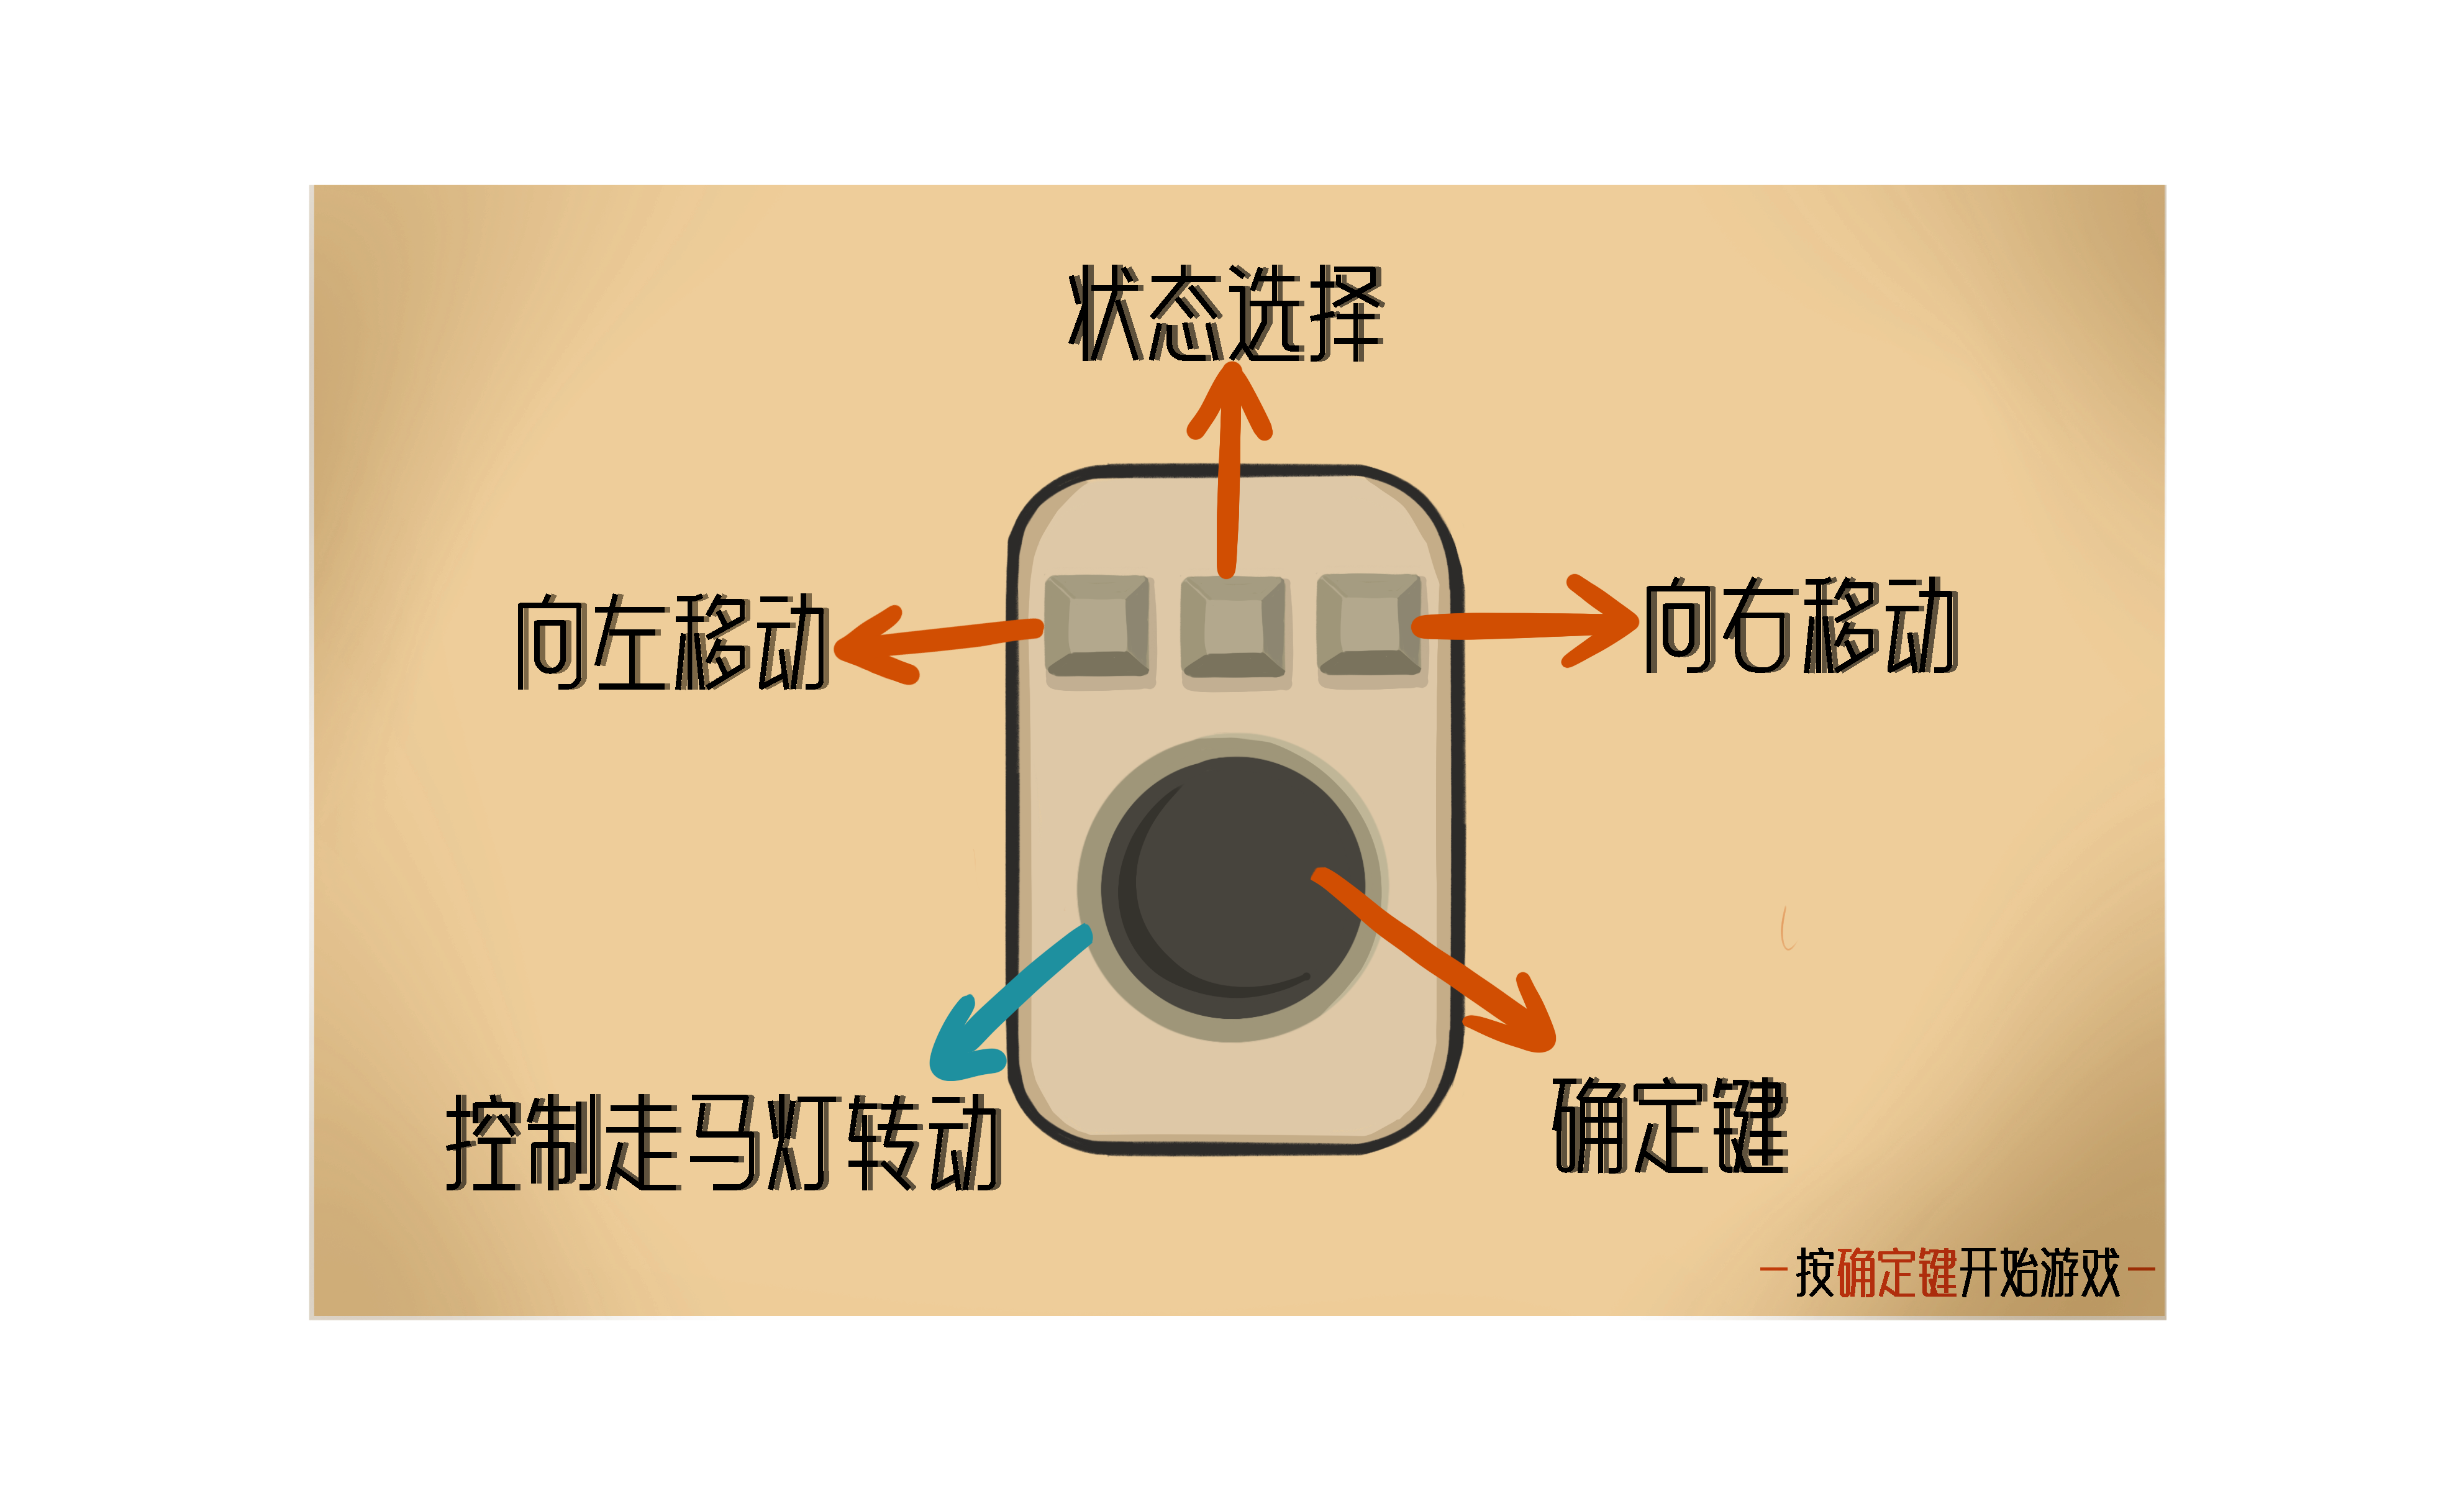 状态选择
向左移动
向右移动
控制走马灯转动
确定键
—按确定键开始游戏—